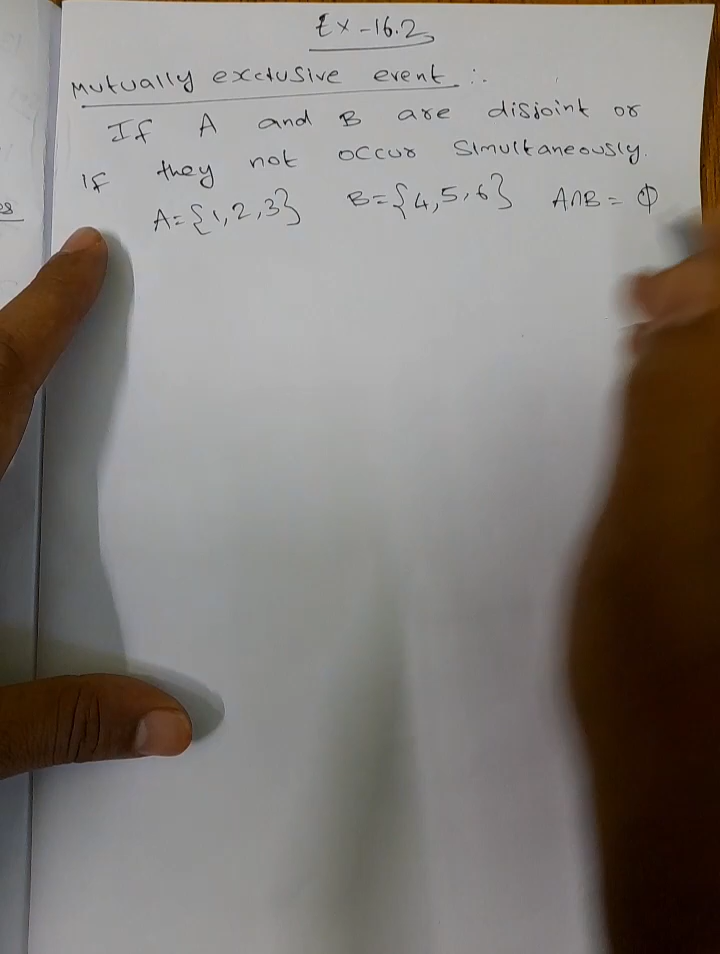 Ex-16.2
Mutually exclusive event :.
If A and B are disjoint or
If they not occur simultaneously.
A={1,2,3} B={4,5,6} A∩B = ϕ